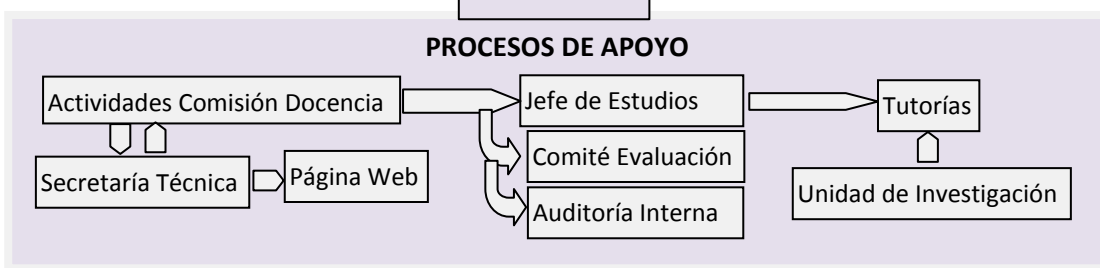 PROCESOS DE APOYO
Actividades Comisión Docencia
Jefe de Estudios
Tutorías
Comité Evaluación
Secretaría Técnica
Página Web
Unidad de Investigación
Auditoría Interna